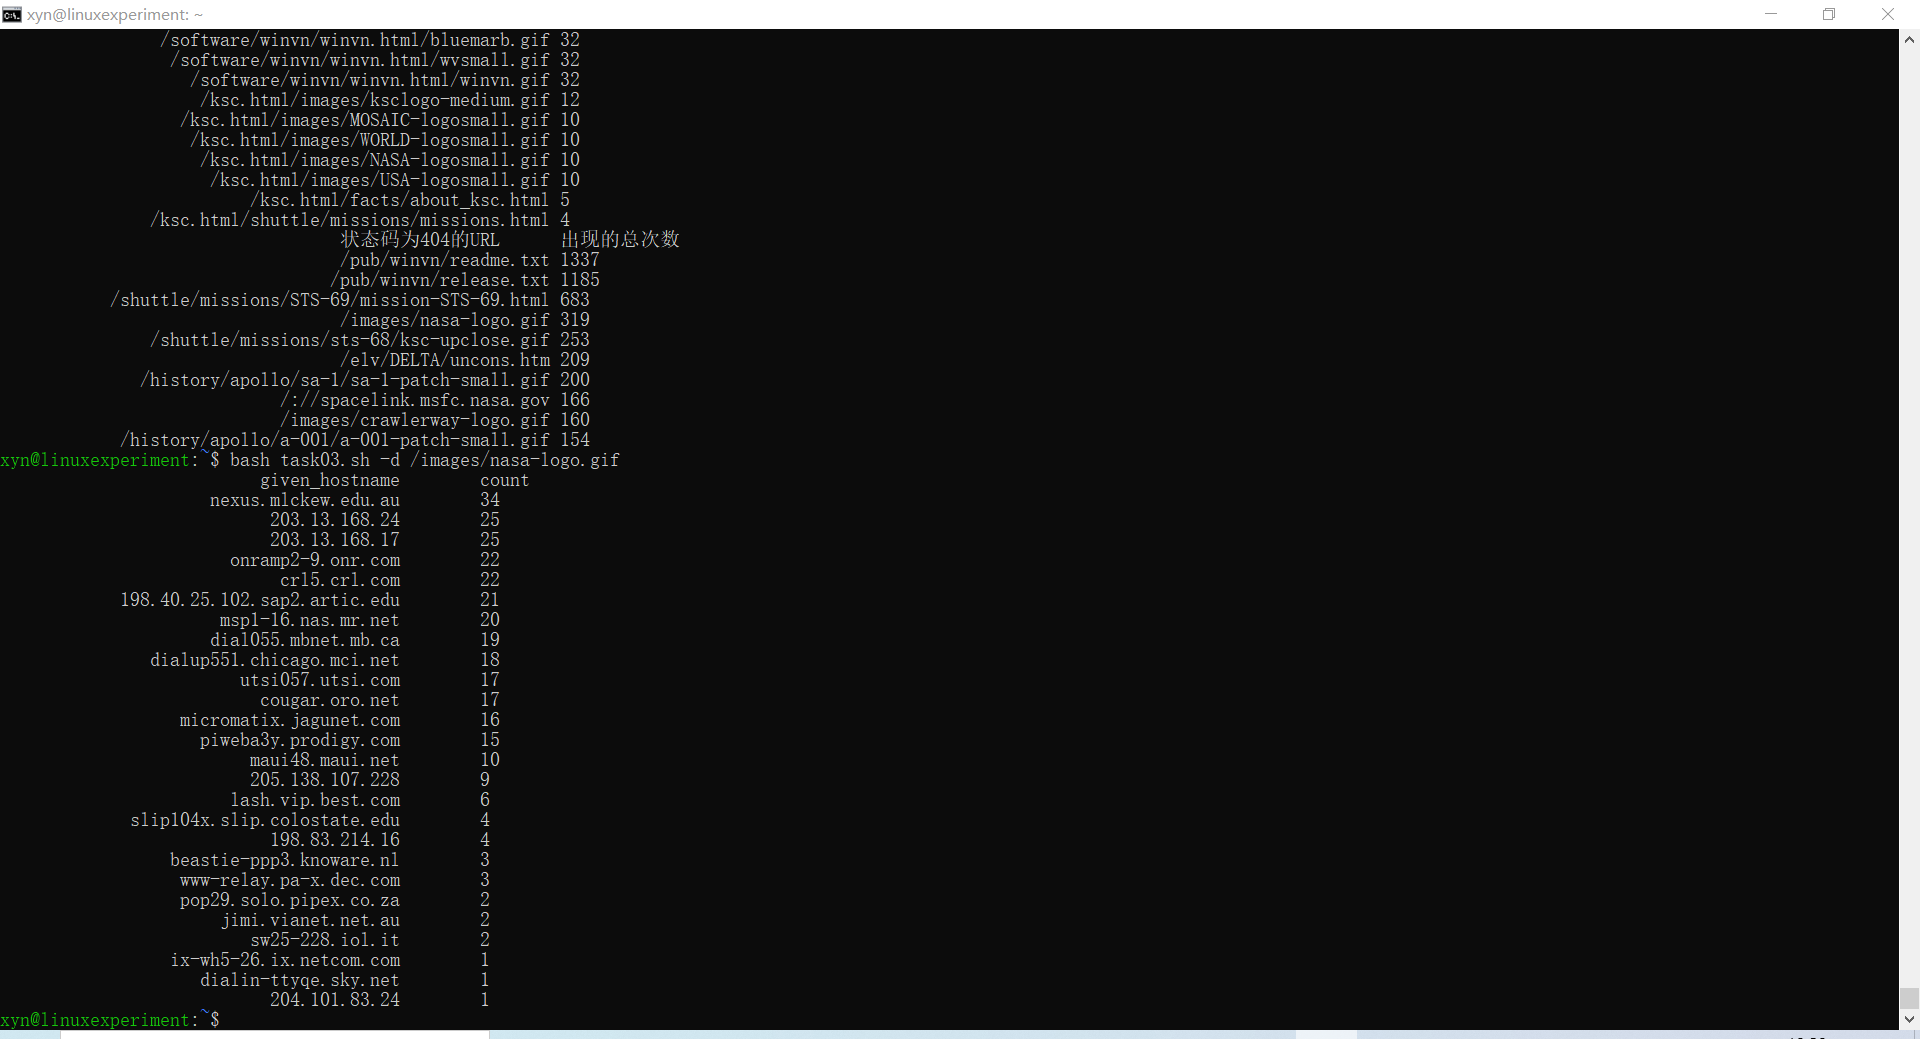 xyn@linuxexperiment: ~
/software/winvn/winvn.html/bluemarb.gif 32
/software/winvn/winvn.html/wvsmall.gif 32
/software/winvn/winvn.html/winvn.gif 32
/ksc.html/images/ksclogo-medium.gif 12
/ksc.html/images/MOSAIC-logosmall.gif 10
/ksc.html/images/WORLD-logosmall.gif 10
/ksc.html/images/NASA-logosmall.gif 10
/ksc.html/images/USA-logosmall.gif 10
/ksc.html/facts/about_ksc.html 5
/ksc.html/shuttle/missions/missions.html 4
状态码为404的URL 出现的总次数
/pub/winvn/readme.txt 1337
/pub/winvn/release.txt 1185
/shuttle/missions/STS-69/mission-STS-69.html 683
/images/nasa-logo.gif 319
/shuttle/missions/sts-68/ksc-upclose.gif 253
/elv/DELTA/uncons.htm 209
/history/apollo/sa-1/sa-1-patch-small.gif 200
/://spacelink.msfc.nasa.gov 166
/images/crawlerway-logo.gif 160
/history/apollo/a-001/a-001-patch-small.gif 154
xyn@linuxexperiment:~$ bash task03.sh -d /images/nasa-logo.gif
given_hostname count
nexus.mlckew.edu.au 34
203.13.168.24 25
203.13.168.17 25
onramp2-9.onr.com 22
crl5.crl.com 22
198.40.25.102.sap2.artic.edu 21
msp1-16.nas.mr.net 20
dial055.mbnet.mb.ca 19
dialup551.chicago.mci.net 18
utsi057.utsi.com 17
cougar.oro.net 17
micromatix.jagunet.com 16
piweba3y.prodigy.com 15
maui48.maui.net 10
205.138.107.228 9
lash.vip.best.com 6
slip104x.slip.colostate.edu 4
198.83.214.16 4
beastie-ppp3.knoware.nl 3
www-relay.pa-x.dec.com 3
pop29.solo.pipex.co.za 2
jimi.vianet.net.au 2
sw25-228.iol.it 2
ix-wh5-26.ix.netcom.com 1
dialin-ttyqe.sky.net 1
204.101.83.24 1
xyn@linuxexperiment:~$